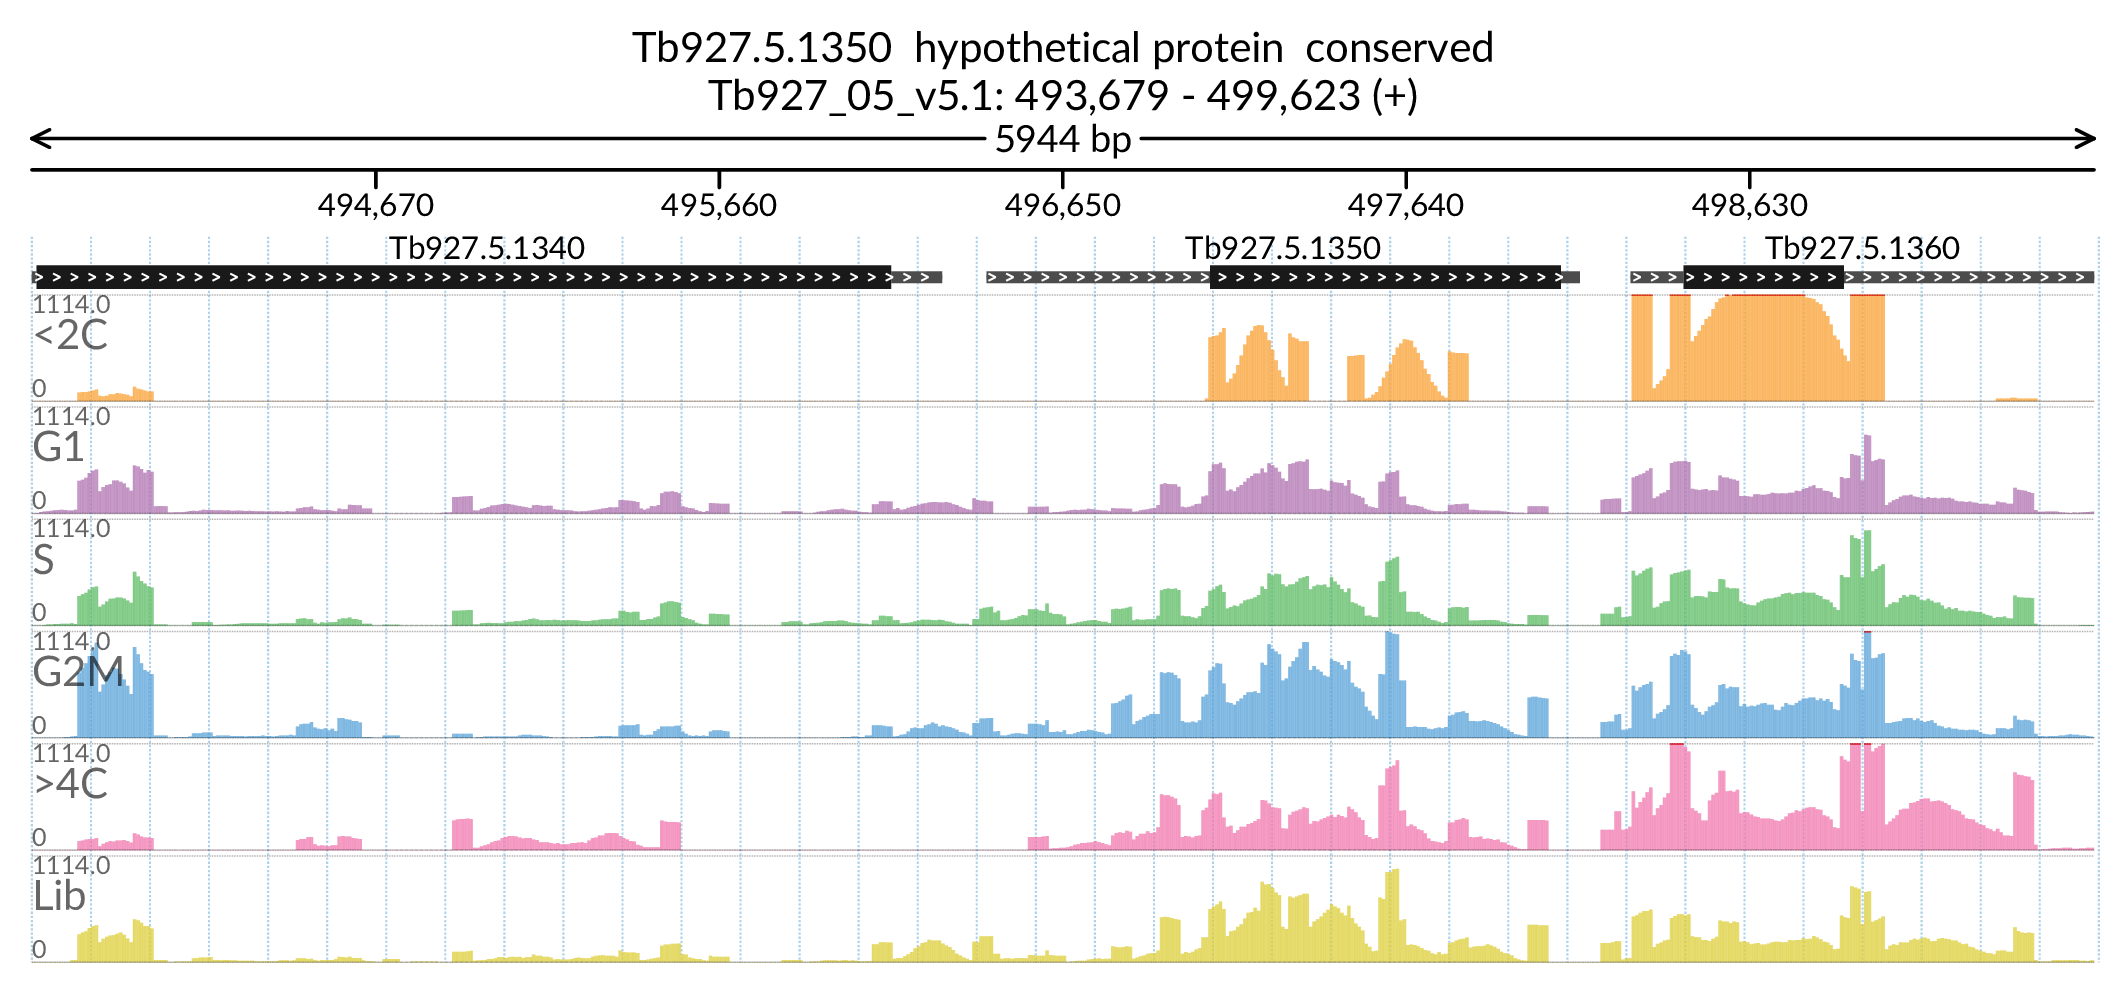 Tb927.5.1350 hypothetical protein conserved
Tb927_05_v5.1: 493,679 - 499,623 (+)
5944 bp
494,670 495,660 496,650 497,640 498,630
Tb927.5.1340 Tb927.5.1350 Tb927.5.1360
1114.0
<2C
0
1114.0
G1
0
1114.0
S
0
1114.0
G2M
0
1114.0
>4C
0
1114.0
Lib
0